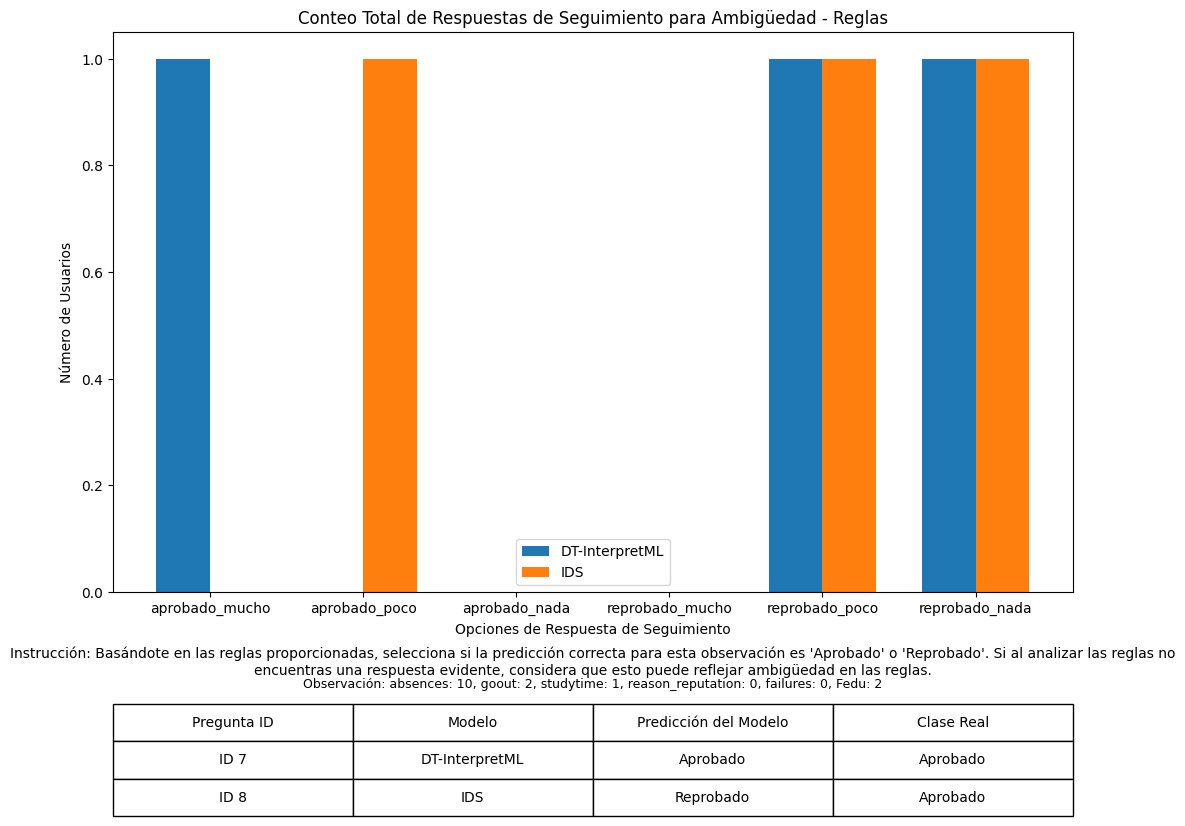 Conteo Total de Respuestas de Seguimiento para Ambigüedad - Reglas
1.0
0.8
0.6
0.4
0.2
0.0
Número de Usuarios
DT-InterpretML
IDS
aprobado_mucho aprobado_poco aprobado_nada reprobado_mucho reprobado_poco reprobado_nada
Opciones de Respuesta de Seguimiento
Instrucción: Basándote en las reglas proporcionadas, selecciona si la predicción correcta para esta observación es 'Aprobado' o 'Reprobado'. Si al analizar las reglas no
encuentras una respuesta evidente, considera que esto puede reflejar ambigüedad en las reglas.
Observación: absences: 10, goout: 2, studytime: 1, reason_reputation: 0, failures: 0, Fedu: 2
Pregunta ID Modelo Predicción del Modelo Clase Real
ID 7 DT-InterpretML Aprobado Aprobado
ID 8 IDS Reprobado Aprobado